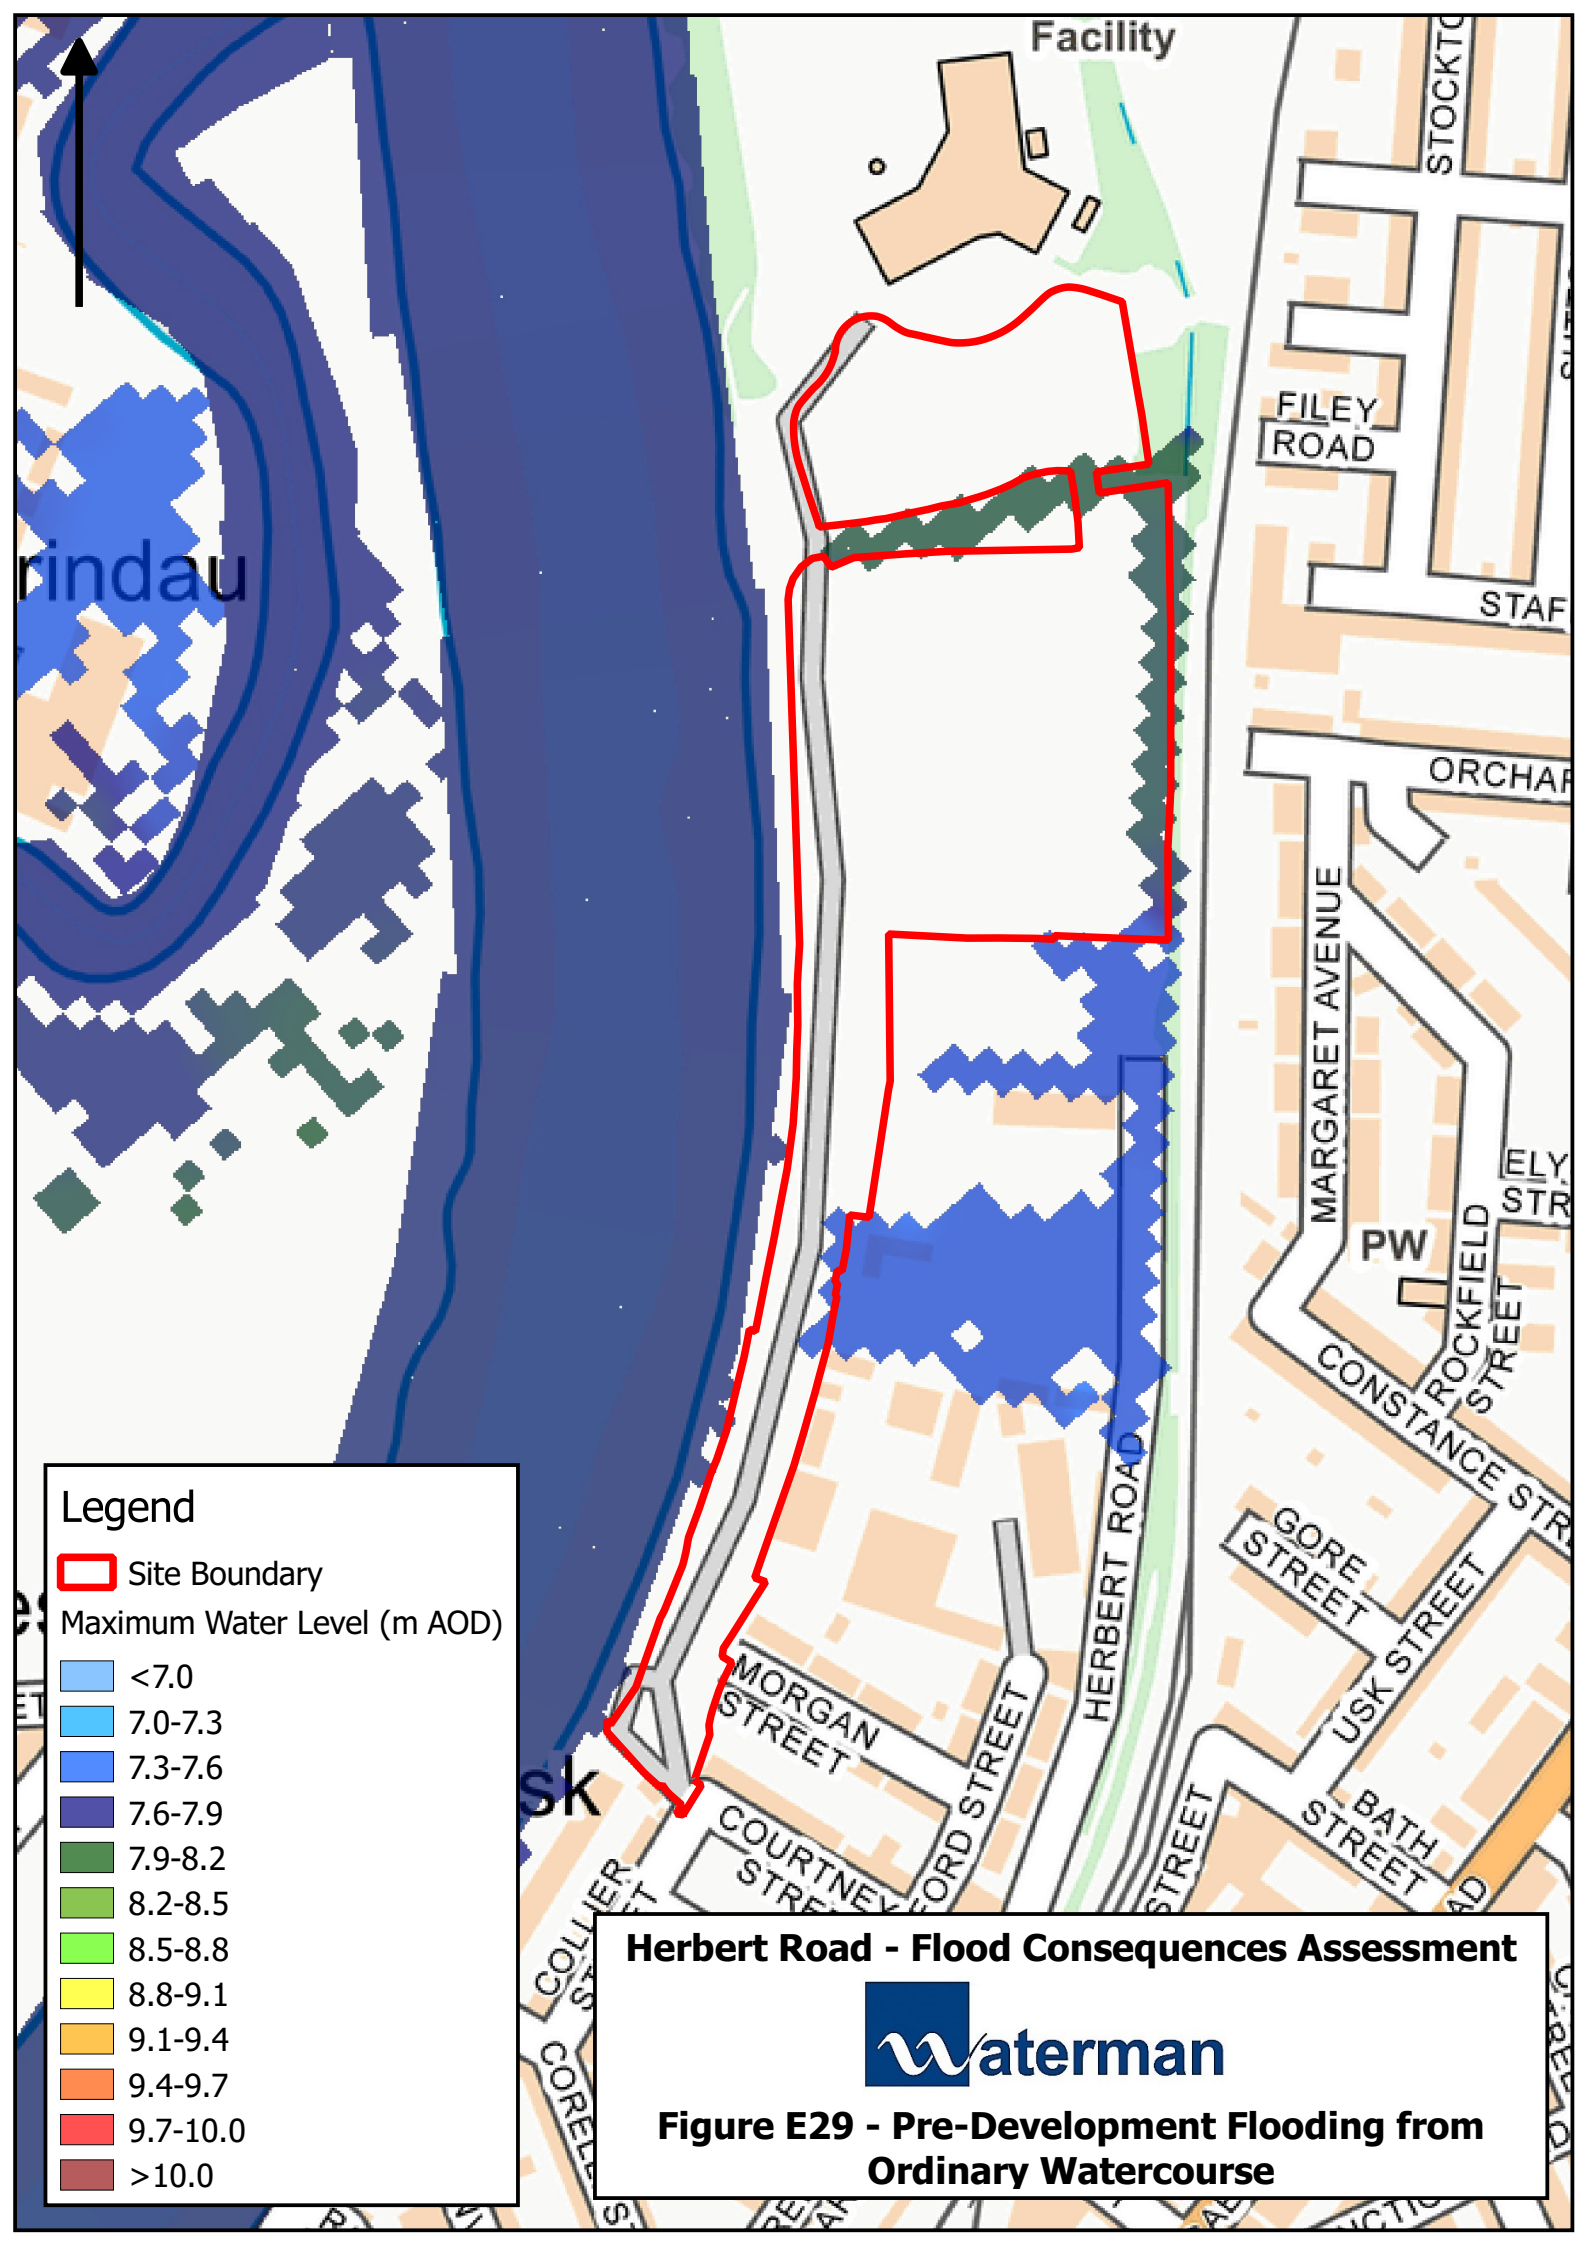 Facility
FILEY
ROAD
STAF
ORCHAR
MARGARET AVENUE
ELY
STR
PW
ROCKFIELD
STREET
CONSTANCE STR
GORE
STREET
USK STREET
BATH
STREET
HERBERT ROAD
MORGAN
STREET
FORD STREET
COURTNEY
STRE
COLLIER
STREET
rindau
sk
Legend
Site Boundary
Maximum Water Level (m AOD)
<7.0
7.0-7.3
7.3-7.6
7.6-7.9
7.9-8.2
8.2-8.5
8.5-8.8
8.8-9.1
9.1-9.4
9.4-9.7
9.7-10.0
>10.0
Herbert Road - Flood Consequences Assessment
Waterman
Figure E29 - Pre-Development Flooding from
Ordinary Watercourse